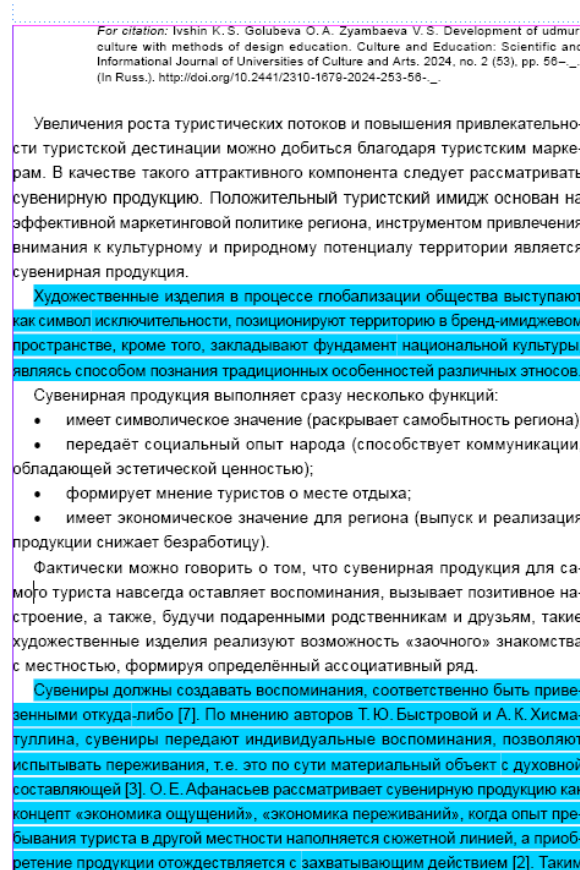 For citation: Ivshin K. S. Golubeva O. A. Zyambaeva V. S. Development of udmur
culture with methods of design education. Culture and Education: Scientific and
Informational Journal of Universities of Culture and Arts. 2024, no. 2 (53), pp. 56–._.
(In Russ.). http://doi.org/10.2441/2310-1679-2024-253-56-._.
Увеличения роста туристических потоков и повышения привлекательно-
сти туристской дестинации можно добиться благодаря туристским марке-
рам. В качестве такого аттрактивного компонента следует рассматривать
сувенирную продукцию. Положительный туристский имидж основан на
эффективной маркетинговой политике региона, инструментом привлечения
внимания к культурному и природному потенциалу территории является
сувенирная продукция.
Художественные изделия в процессе глобализации общества выступают
как символ исключительности, позиционируют территорию в бренд-имиджевом
пространстве, кроме того, закладывают фундамент национальной культуры,
являясь способом познания традиционных особенностей различных этносов.
Сувенирная продукция выполняет сразу несколько функций:
• имеет символическое значение (раскрывает самобытность региона)
• передаёт социальный опыт народа (способствует коммуникации,
обладающей эстетической ценностью);
• формирует мнение туристов о месте отдыха;
• имеет экономическое значение для региона (выпуск и реализация
продукции снижает безработицу).
Фактически можно говорить о том, что сувенирная продукция для са-
мого туриста навсегда оставляет воспоминания, вызывает позитивное на-
строение, а также, будучи подаренными родственникам и друзьям, такие
художественные изделия реализуют возможность «заочного» знакомства
с местностью, формируя определённый ассоциативный ряд.
Сувениры должны создавать воспоминания, соответственно быть приве-
зенными откуда-либо [7]. По мнению авторов Т. Ю. Быстровой и А. К. Хисма-
туллина, сувениры передают индивидуальные воспоминания, позволяют
испытывать переживания, т.е. это по сути материальный объект с духовной
составляющей [3]. О. Е. Афанасьев рассматривает сувенирную продукцию как
концепт «экономика ощущений», «экономика переживаний», когда опыт пре-
бывания туриста в другой местности наполняется сюжетной линией, а приоб-
ретение продукции отождествляется с захватывающим действием [2]. Таким